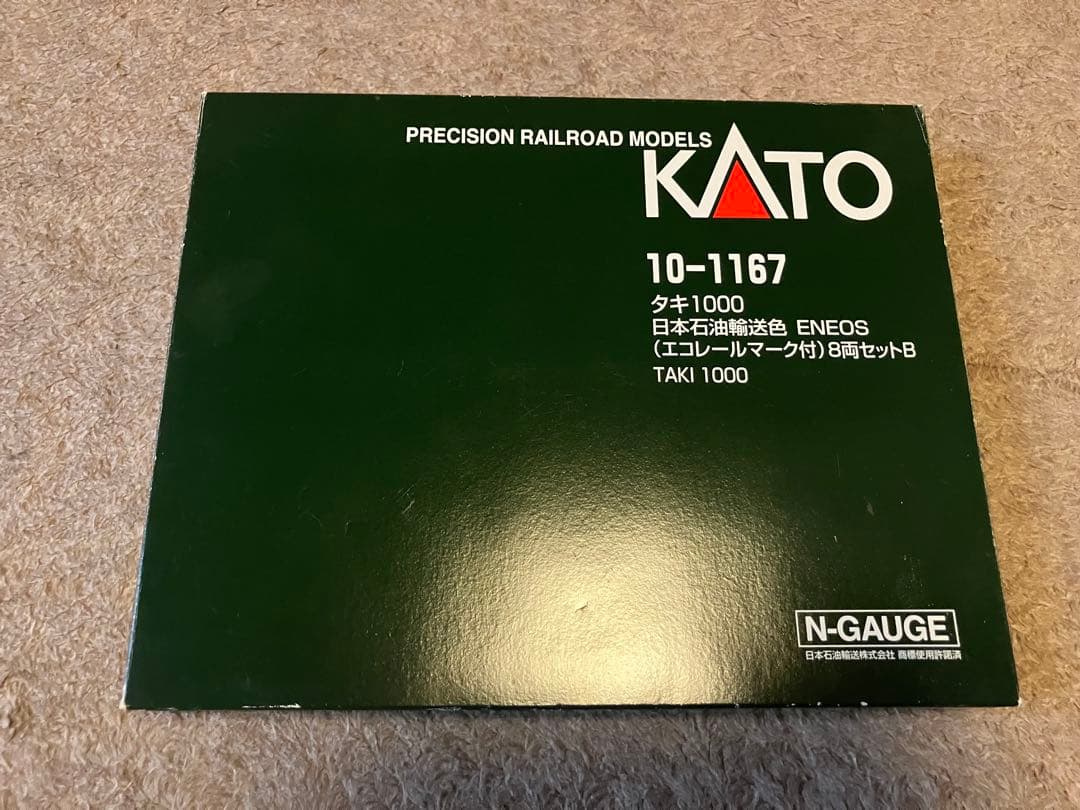 PRECISION RAILROAD MODELS
KATO
10-1167
タキ1000
日本石油輸送色 ENEOS
(エコレールマーク付)8両セットB
TAKI 1000
N-GAUGE
日本石油輸送株式会社 商標使用許諾済